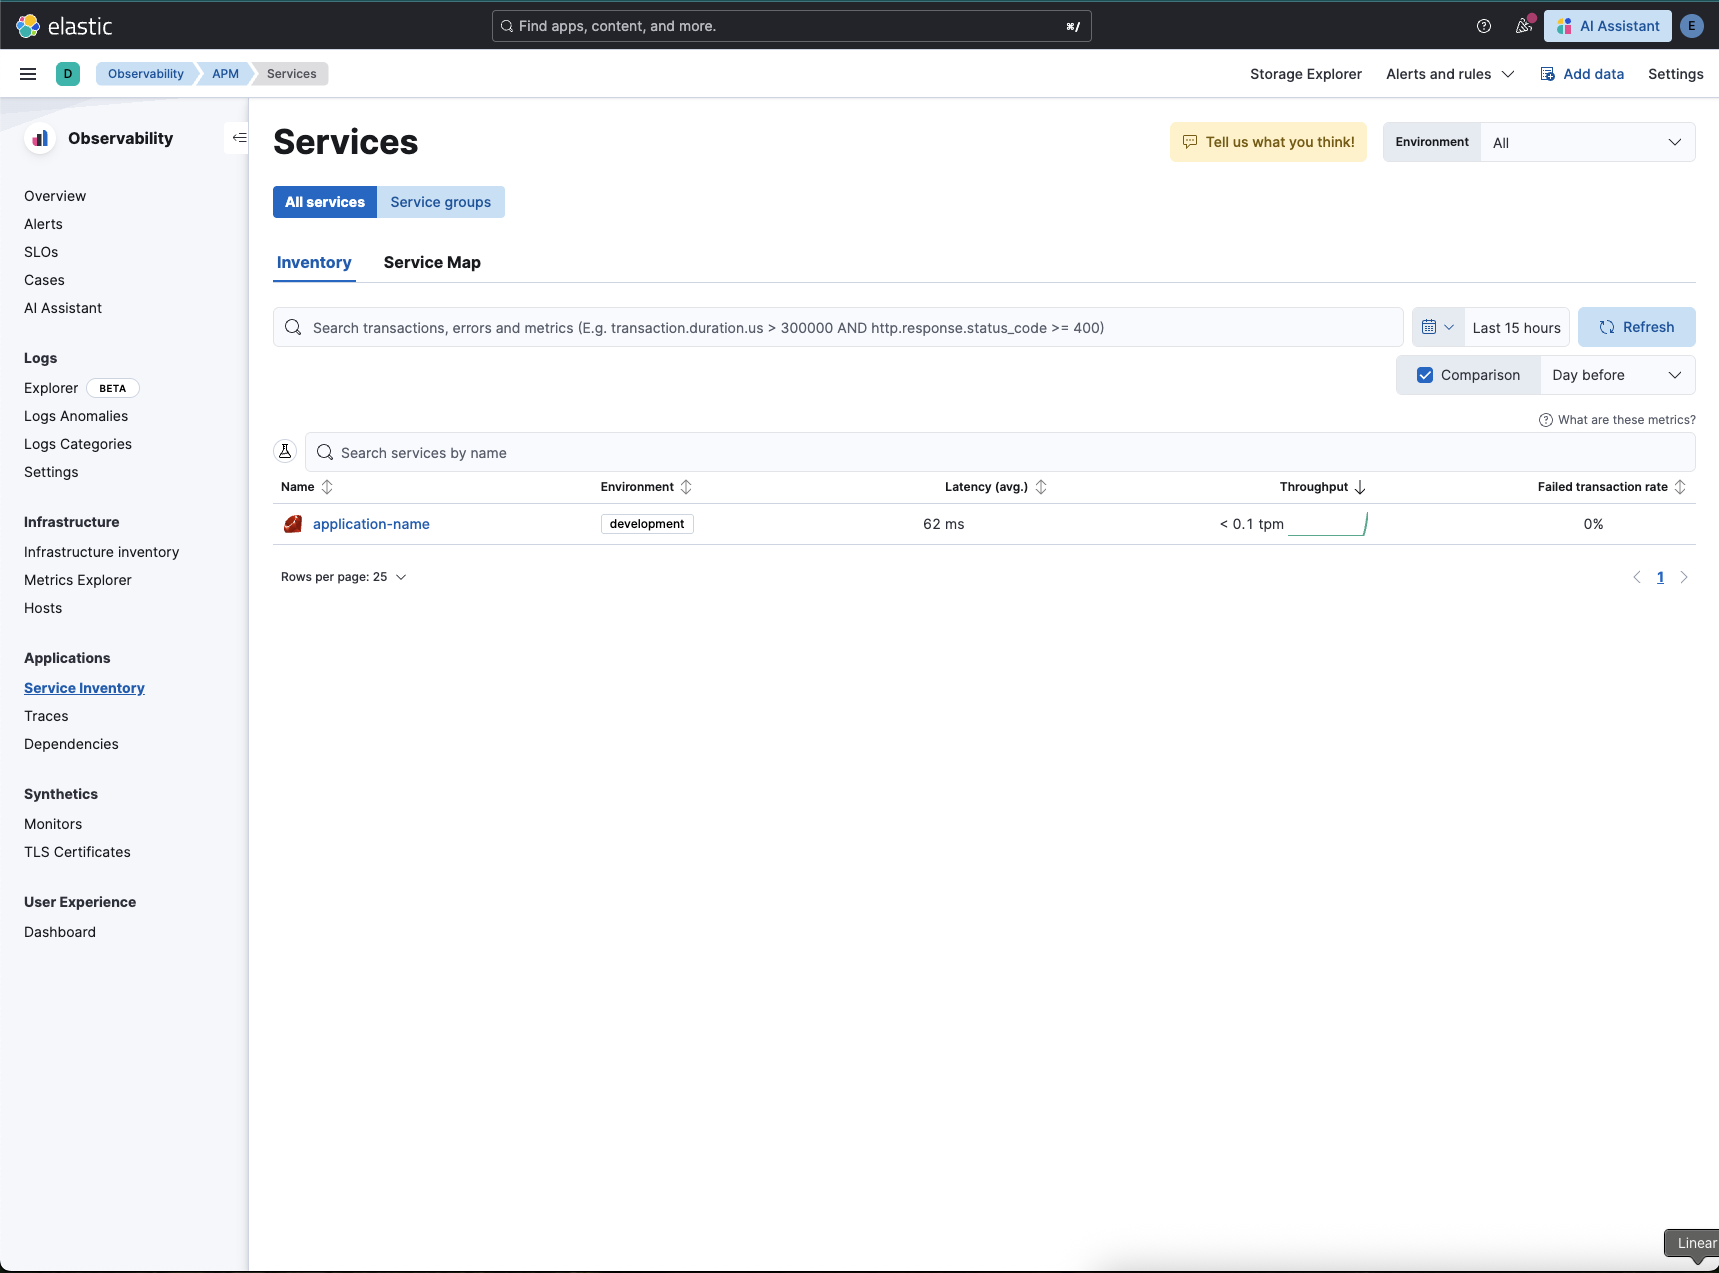 elastic
Find apps, content, and more.
⌘/
AI Assistant
E
D
Observability
APM
Services
Storage Explorer
Alerts and rules
Add data
Settings
Observability
Overview
Alerts
SLOs
Cases
AI Assistant
Logs
Explorer BETA
Logs Anomalies
Logs Categories
Settings
Infrastructure
Infrastructure inventory
Metrics Explorer
Hosts
Applications
Service Inventory
Traces
Dependencies
Synthetics
Monitors
TLS Certificates
User Experience
Dashboard
Services
Tell us what you think!
Environment All
All services
Service groups
Inventory
Service Map
Search transactions, errors and metrics (E.g. transaction.duration.us > 300000 AND http.response.status_code >= 400)
Last 15 hours
Refresh
Comparison
Day before
What are these metrics?
Search services by name
Name Environment Latency (avg.) Throughput Failed transaction rate
application-name development 62 ms < 0.1 tpm 0%
Rows per page: 25
1
Linear